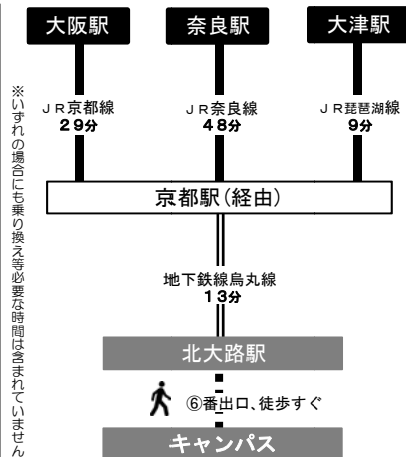 大阪駅
奈良駅
大津駅
JR京都線
29分
JR奈良線
48分
JR琵琶湖線
9分
京都駅(経由)
地下鉄線烏丸線
13分
北大路駅
⑥番出口、徒歩すぐ
キャンパス
※いずれの場合にも乗り換え等必要な時間は含まれていません